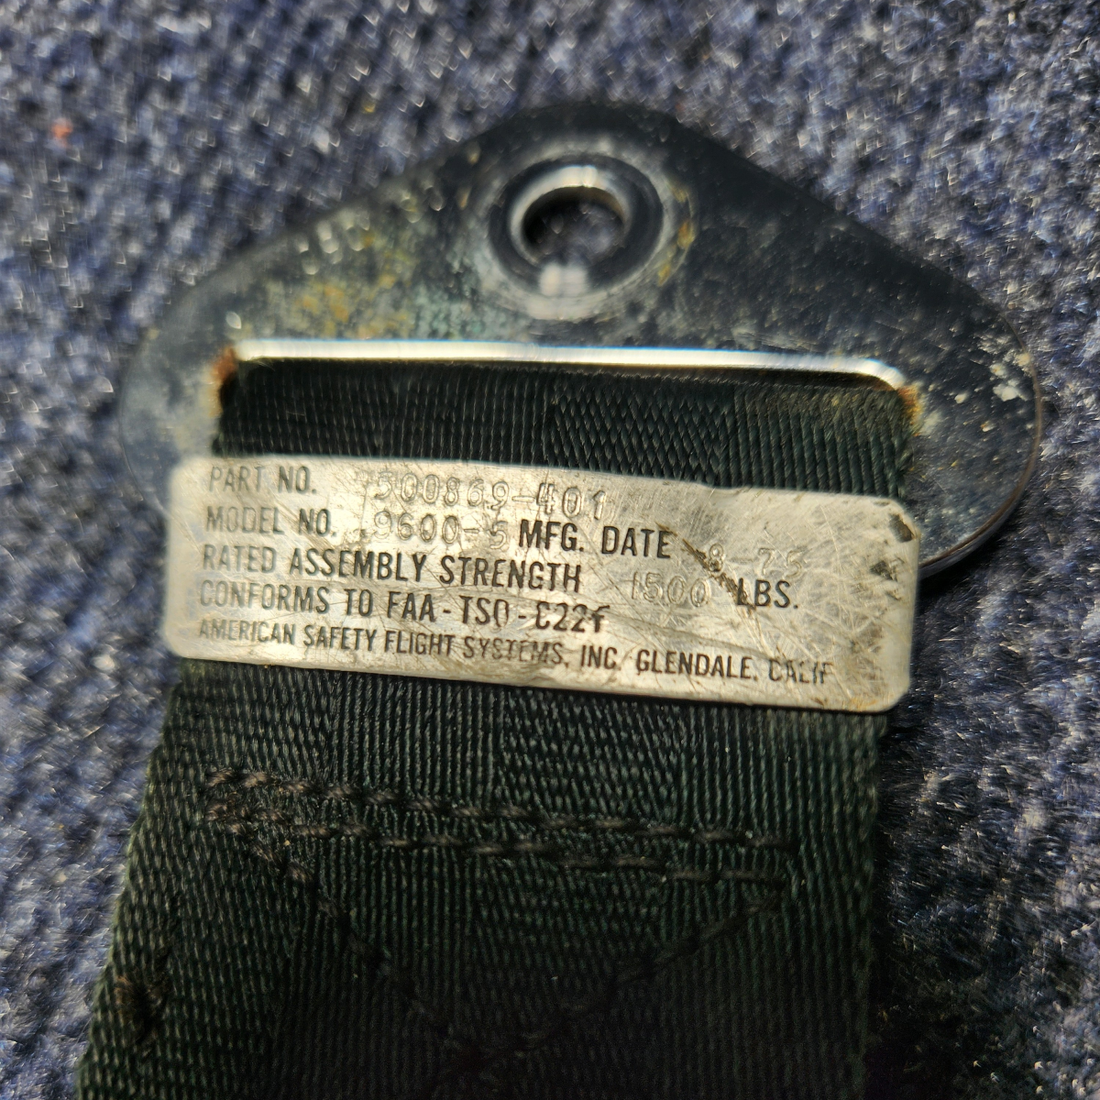 PART NO. 500869-401
MODEL NO. 9600-5 MFG. DATE 8 75
RATED ASSEMBLY STRENGTH 1500 LBS.
CONFORMS TO FAA-TSO-C22f
AMERICAN SAFETY FLIGHT SYSTEMS, INC. GLENDALE, CALIF